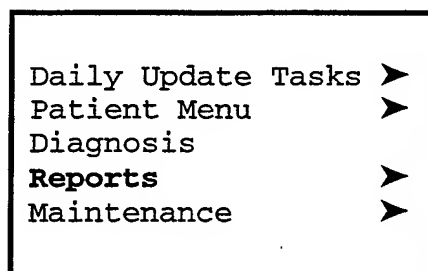 Daily Update Tasks ➤
Patient Menu ➤
Diagnosis
Reports ➤
Maintenance ➤